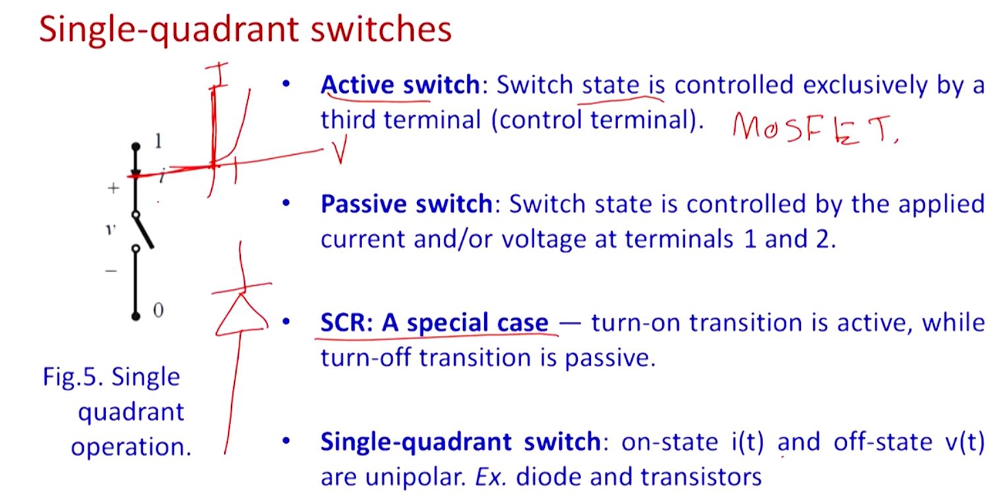 Single-quadrant switches
I
• Active switch: Switch state is controlled exclusively by a
third terminal (control terminal). MOSFET.
V
1
i
+
v
−
0
• Passive switch: Switch state is controlled by the applied
current and/or voltage at terminals 1 and 2.
• SCR: A special case — turn-on transition is active, while
turn-off transition is passive.
Fig.5. Single
quadrant
operation.
• Single-quadrant switch: on-state i(t) and off-state v(t)
are unipolar. Ex. diode and transistors